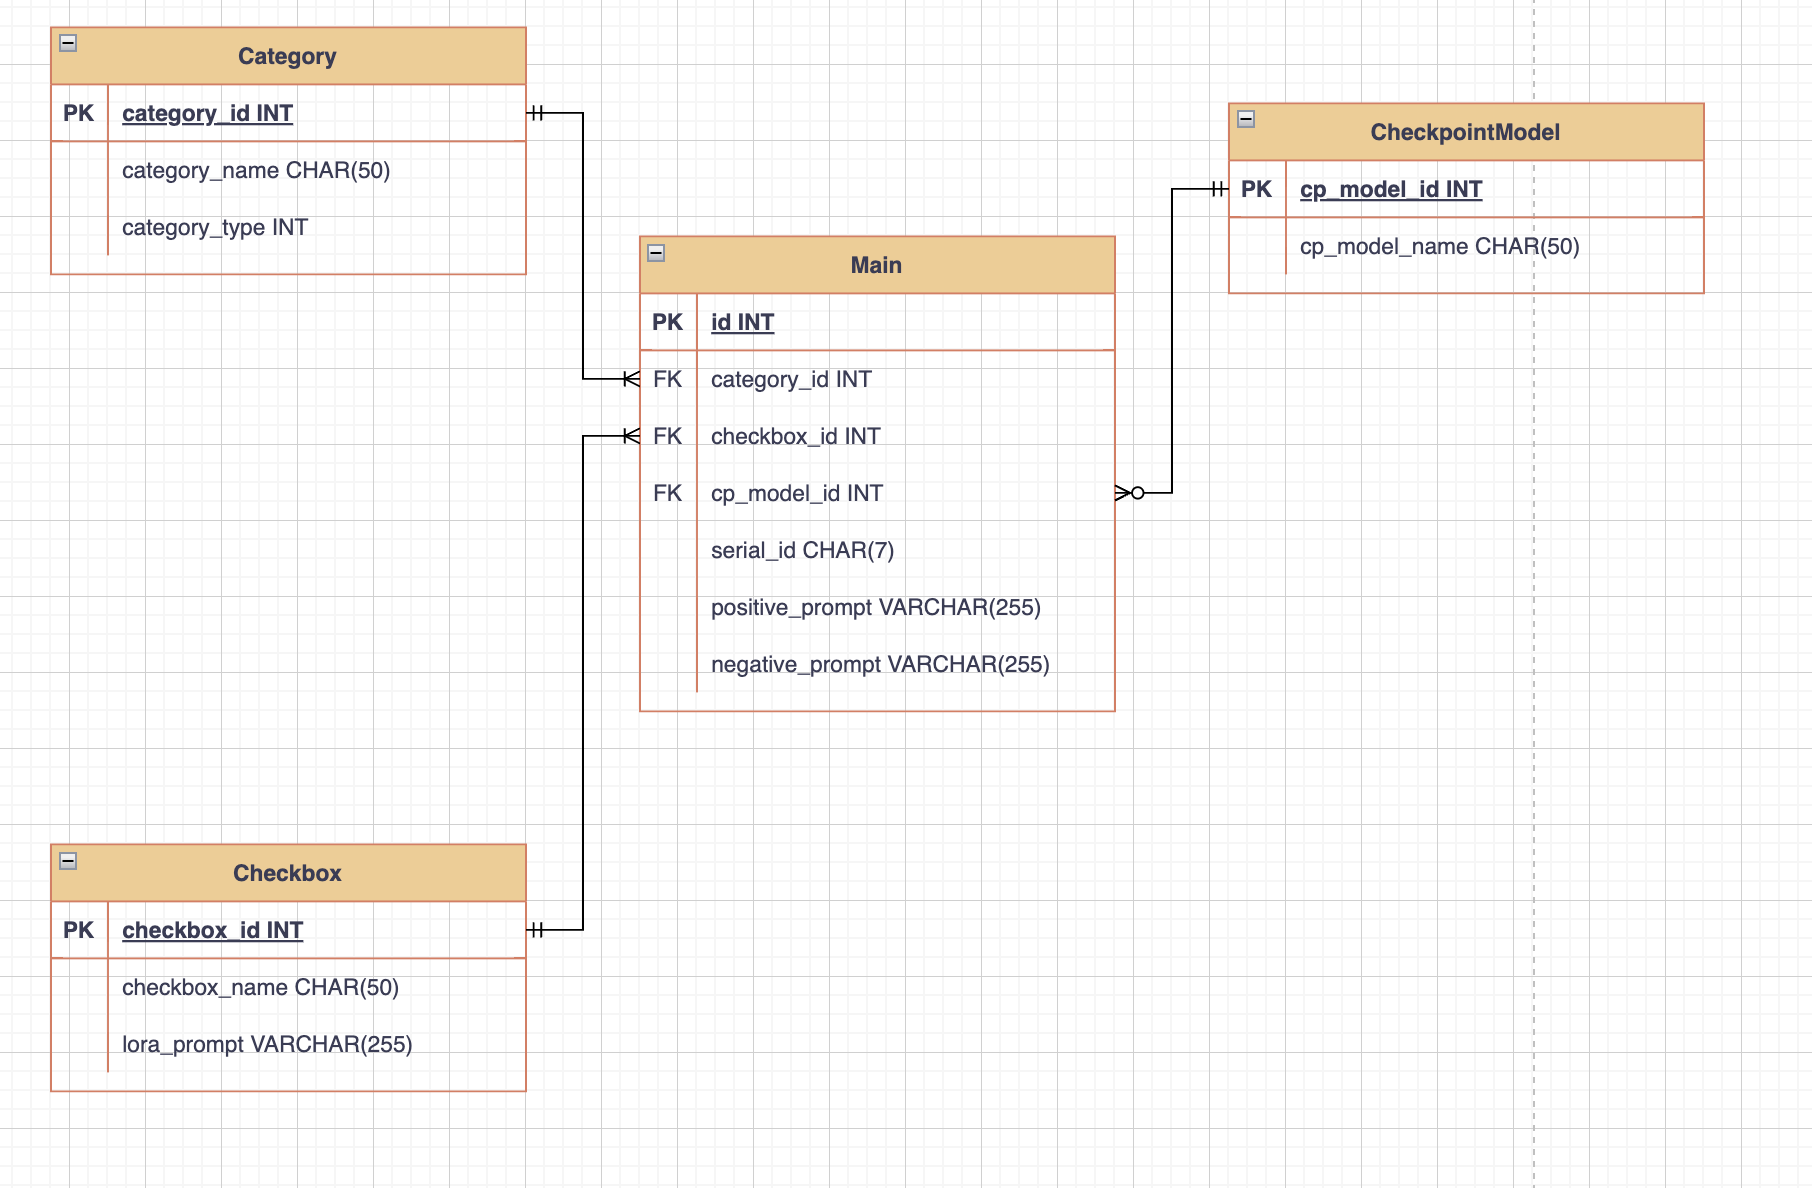 Category
PK category_id INT
category_name CHAR(50)
category_type INT
CheckpointModel
PK cp_model_id INT
cp_model_name CHAR(50)
Main
PK id INT
FK category_id INT
FK checkbox_id INT
FK cp_model_id INT
serial_id CHAR(7)
positive_prompt VARCHAR(255)
negative_prompt VARCHAR(255)
Checkbox
PK checkbox_id INT
checkbox_name CHAR(50)
lora_prompt VARCHAR(255)